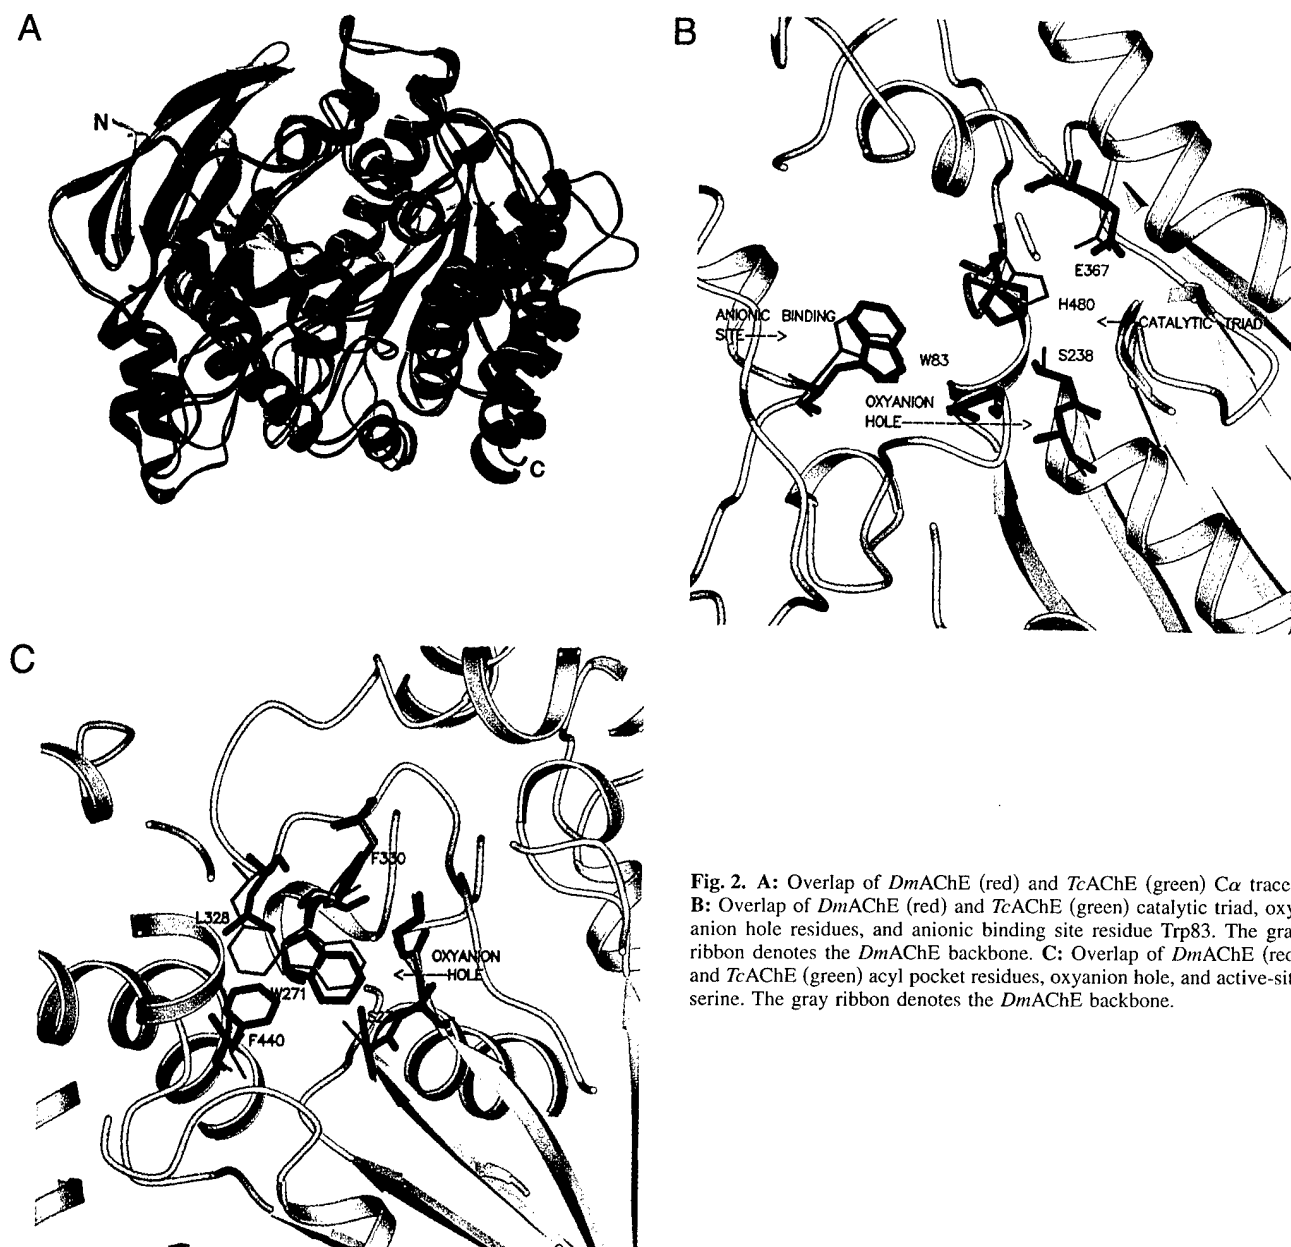 A
N
C
B
ANIONIC BINDING
SITE
W83
OXYANION
HOLE
E367
H480
CATALYTIC TRIAD
S238
C
F330
L328
OXYANION
HOLE
W271
F440
Fig. 2. A: Overlap of DmAChE (red) and TcAChE (green) Cα trace
B: Overlap of DmAChE (red) and TcAChE (green) catalytic triad, oxy
anion hole residues, and anionic binding site residue Trp83. The gra
ribbon denotes the DmAChE backbone. C: Overlap of DmAChE (red
and TcAChE (green) acyl pocket residues, oxyanion hole, and active-sit
serine. The gray ribbon denotes the DmAChE backbone.